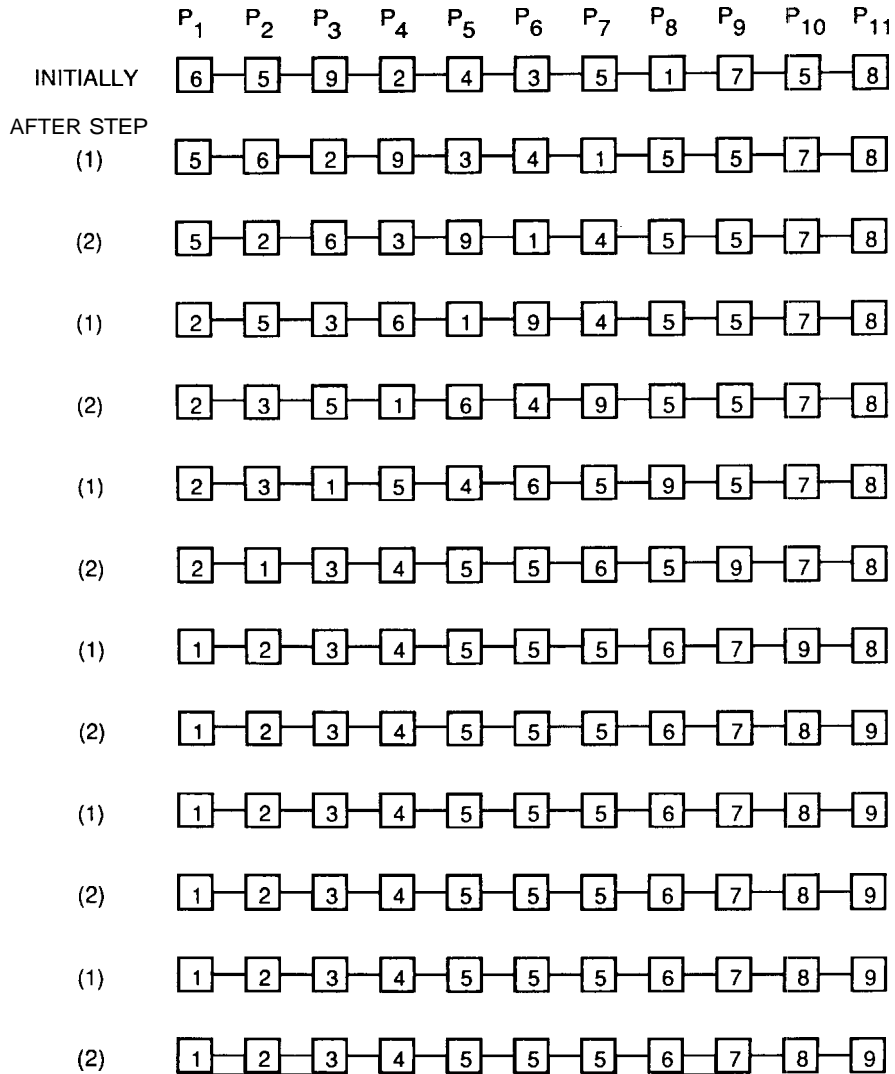 P1 P2 P3 P4 P5 P6 P7 P8 P9 P10 P11
INITIALLY 6 5 9 2 4 3 5 1 7 5 8
AFTER STEP
(1) 5 6 2 9 3 4 1 5 5 7 8
(2) 5 2 6 3 9 1 4 5 5 7 8
(1) 2 5 3 6 1 9 4 5 5 7 8
(2) 2 3 5 1 6 4 9 5 5 7 8
(1) 2 3 1 5 4 6 5 9 5 7 8
(2) 2 1 3 4 5 5 6 5 9 7 8
(1) 1 2 3 4 5 5 5 6 7 9 8
(2) 1 2 3 4 5 5 5 6 7 8 9
(1) 1 2 3 4 5 5 5 6 7 8 9
(2) 1 2 3 4 5 5 5 6 7 8 9
(1) 1 2 3 4 5 5 5 6 7 8 9
(2) 1 2 3 4 5 5 5 6 7 8 9